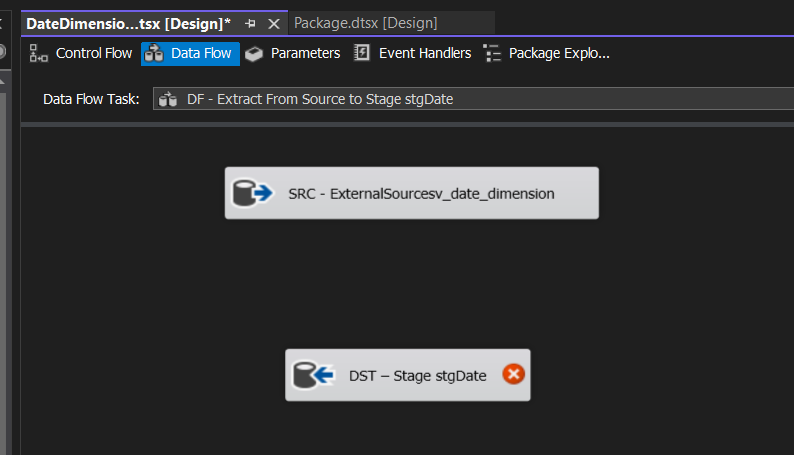 DateDimensio...tsx [Design]*
Package.dtsx [Design]
Control Flow
Data Flow
Parameters
Event Handlers
Package Explo...
Data Flow Task:
DF - Extract From Source to Stage stgDate
SRC - ExternalSourcesv_date_dimension
DST – Stage stgDate